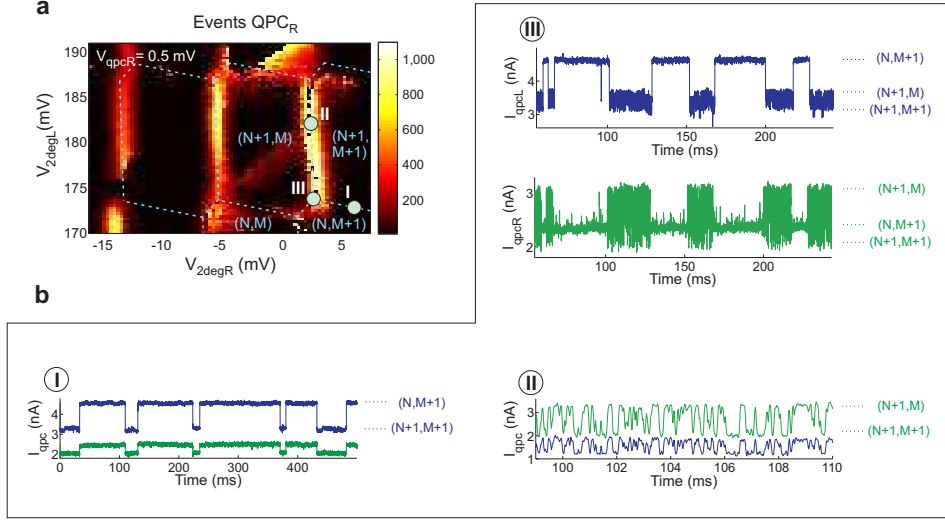 a
Events QPC_R
V_qpcR = 0.5 mV
190
185
180
175
170
V_2degL (mV)
-15
-10
-5
0
5
V_2degR (mV)
(N+1,M)
(N+1,
M+1)
II
III
I
(N,M)
(N,M+1)
1,000
800
600
400
200
III
I_qpcL (nA)
4
3
100
150
200
Time (ms)
(N,M+1)
(N+1,M)
(N+1,M+1)
I_qpcR (nA)
3
2
100
150
200
Time (ms)
(N+1,M)
(N,M+1)
(N+1,M+1)
b
I
I_qpc (nA)
4
3
2
0
100
200
300
400
Time (ms)
(N,M+1)
(N+1,M+1)
II
I_qpc (nA)
3
2
1
100
102
104
106
108
110
Time (ms)
(N+1,M)
(N+1,M+1)